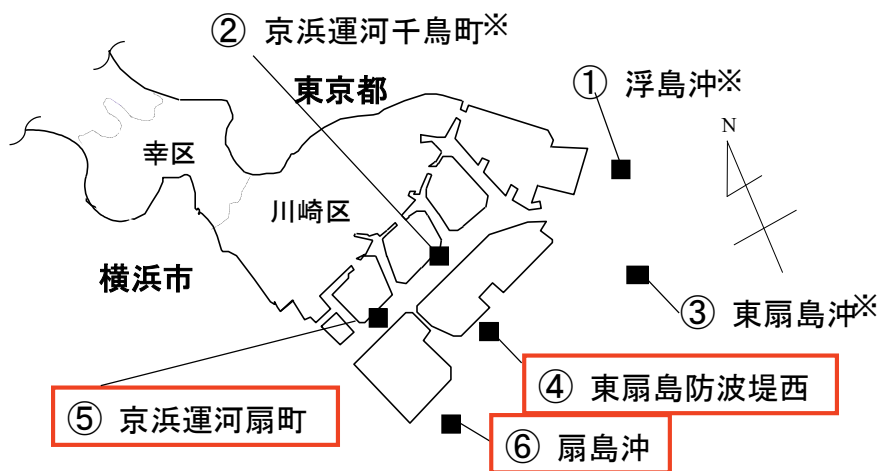 ② 京浜運河千鳥町※
東京都
① 浮島沖※
N
幸区
川崎区
横浜市
③ 東扇島沖※
④ 東扇島防波堤西
⑤ 京浜運河扇町
⑥ 扇島沖